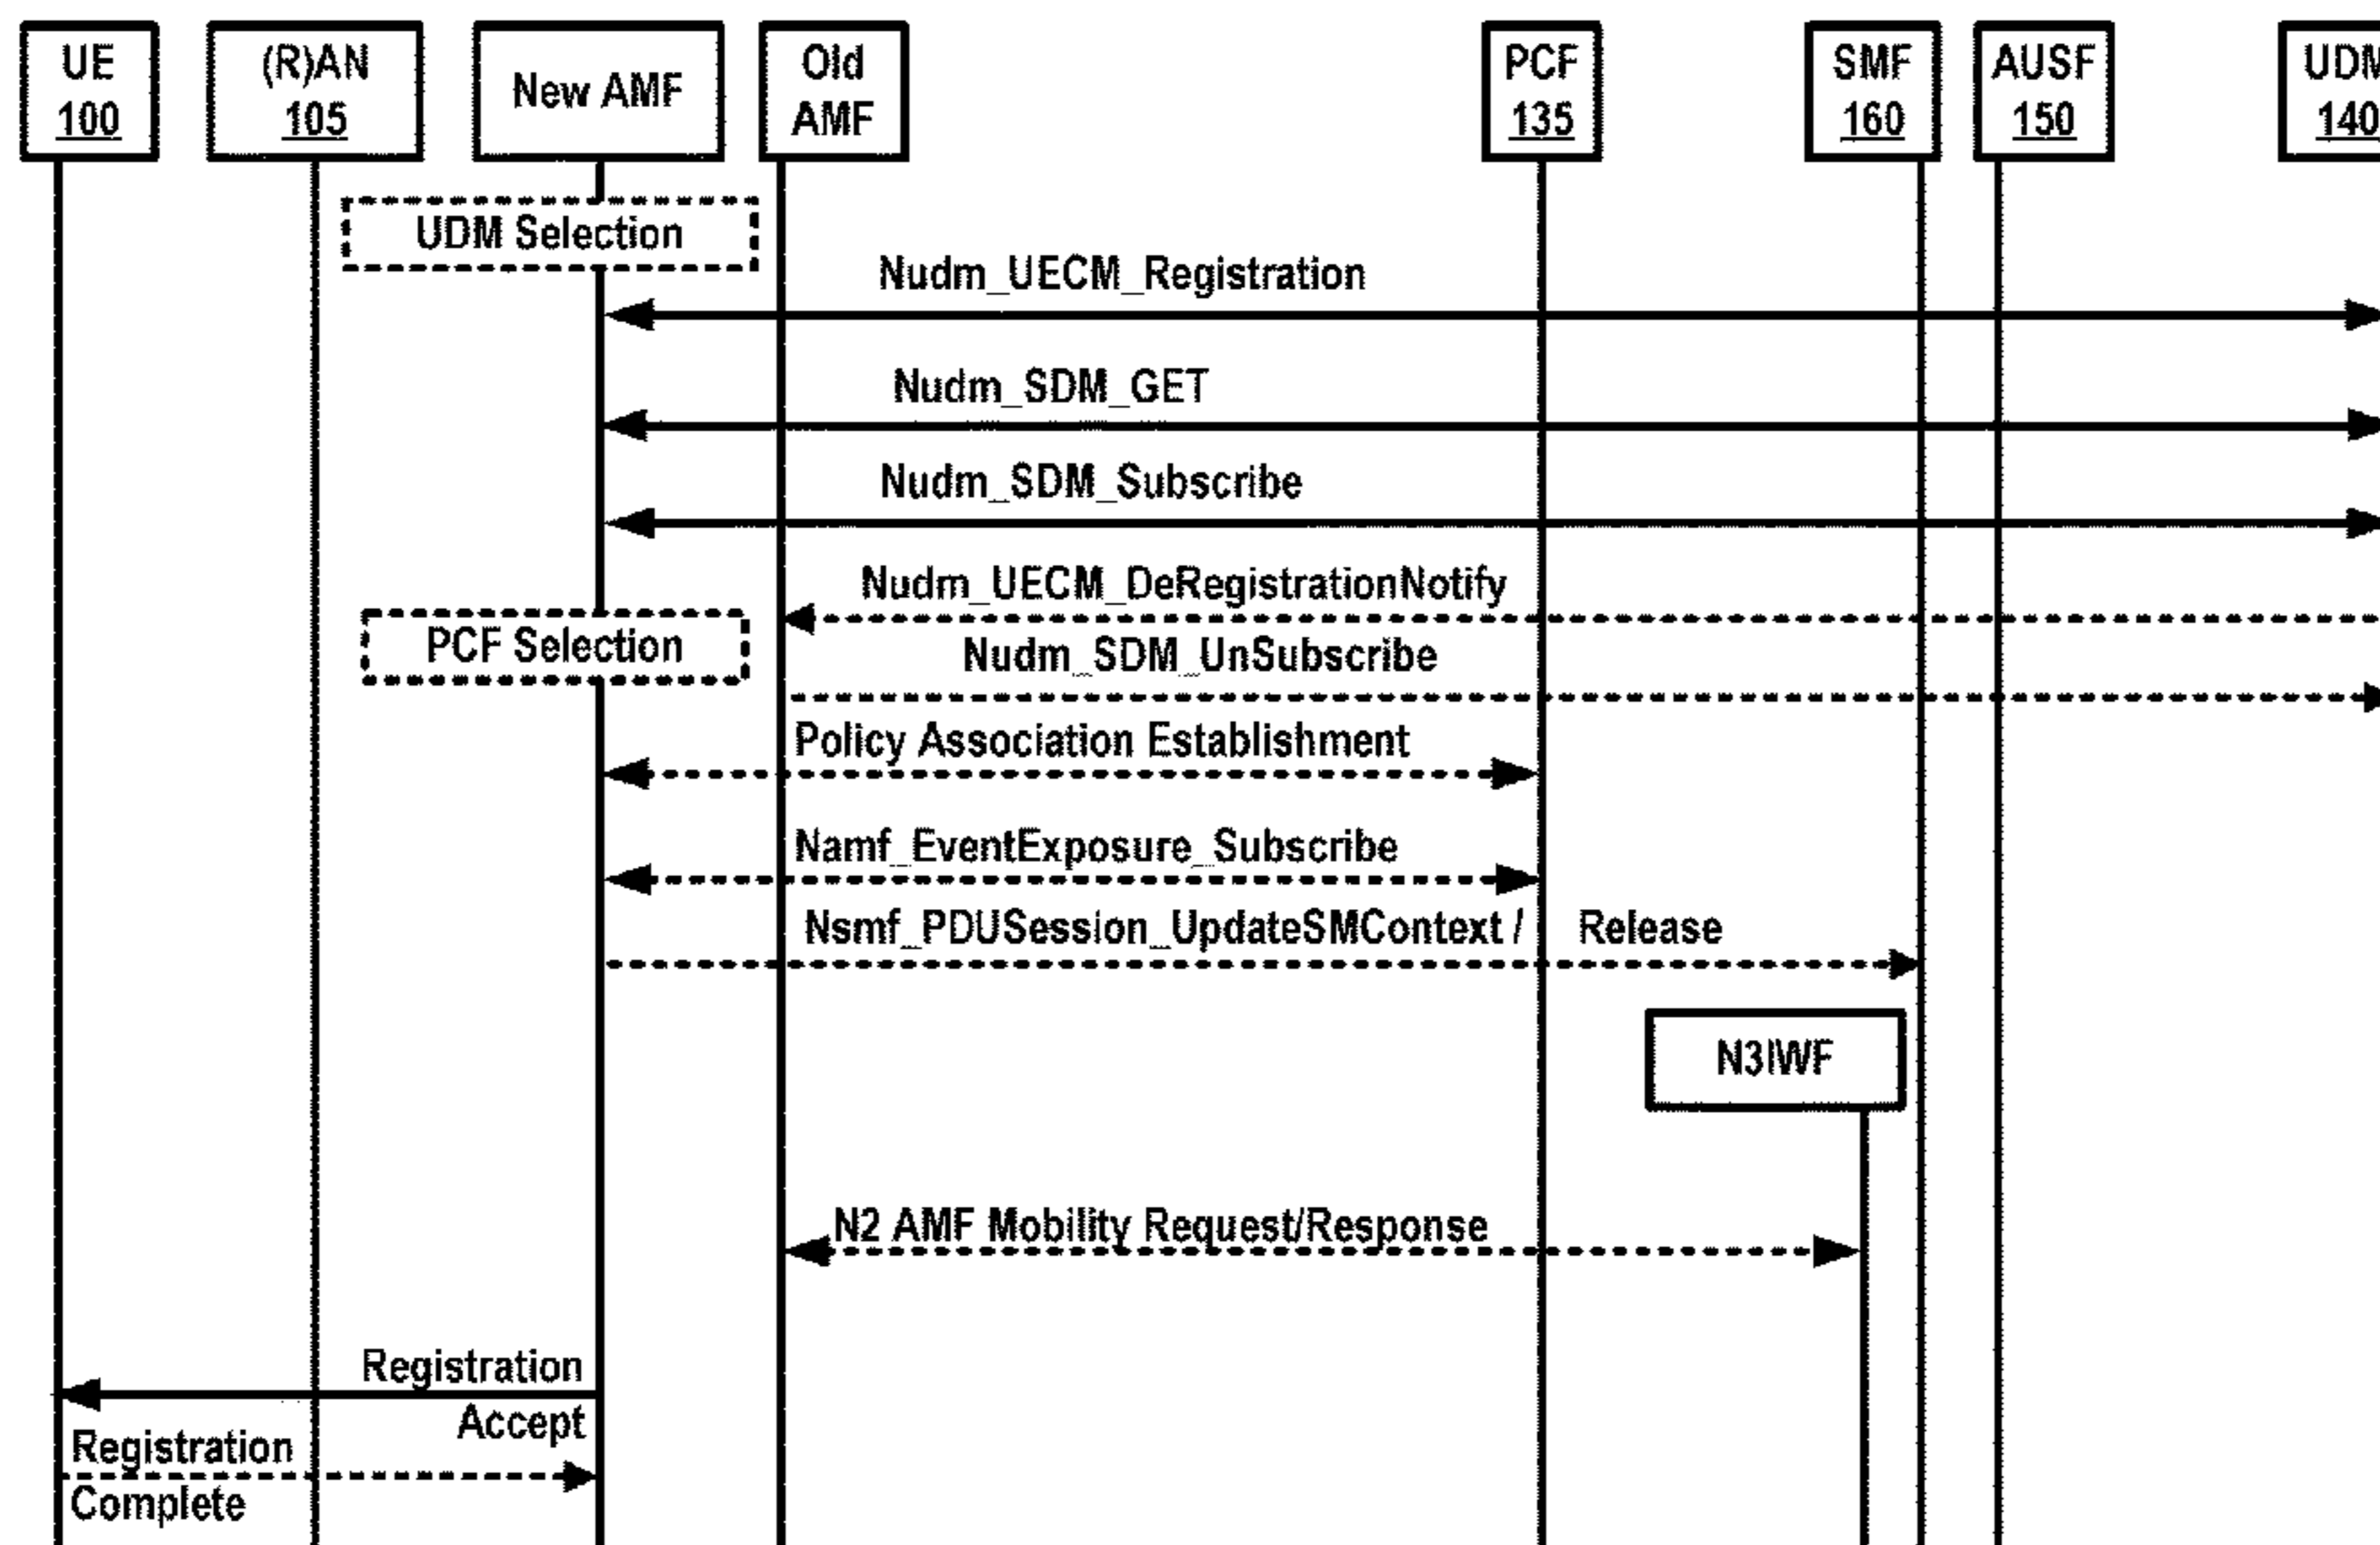 UE
100
(R)AN
105
New AMF
Old
AMF
PCF
135
SMF
160
AUSF
150
UDM
140
UDM Selection
Nudm_UECM_Registration
Nudm_SDM_GET
Nudm_SDM_Subscribe
Nudm_UECM_DeRegistrationNotify
PCF Selection
Nudm_SDM_UnSubscribe
Policy Association Establishment
Namf_EventExposure_Subscribe
Nsmf_PDUSession_UpdateSMContext / Release
N3IWF
N2 AMF Mobility Request/Response
Registration
Accept
Registration
Complete